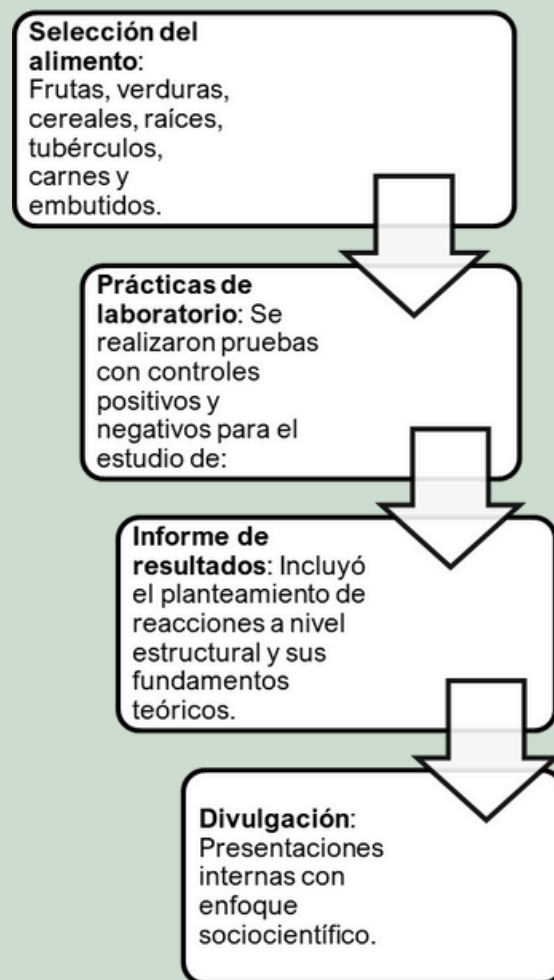 Selección del
alimento:
Frutas, verduras,
cereales, raíces,
tubérculos,
carnes y
embutidos.
Prácticas de
laboratorio: Se
realizaron pruebas
con controles
positivos y
negativos para el
estudio de:
Informe de
resultados: Incluyó
el planteamiento de
reacciones a nivel
estructural y sus
fundamentos
teóricos.
Divulgación:
Presentaciones
internas con
enfoque
sociocientífico.